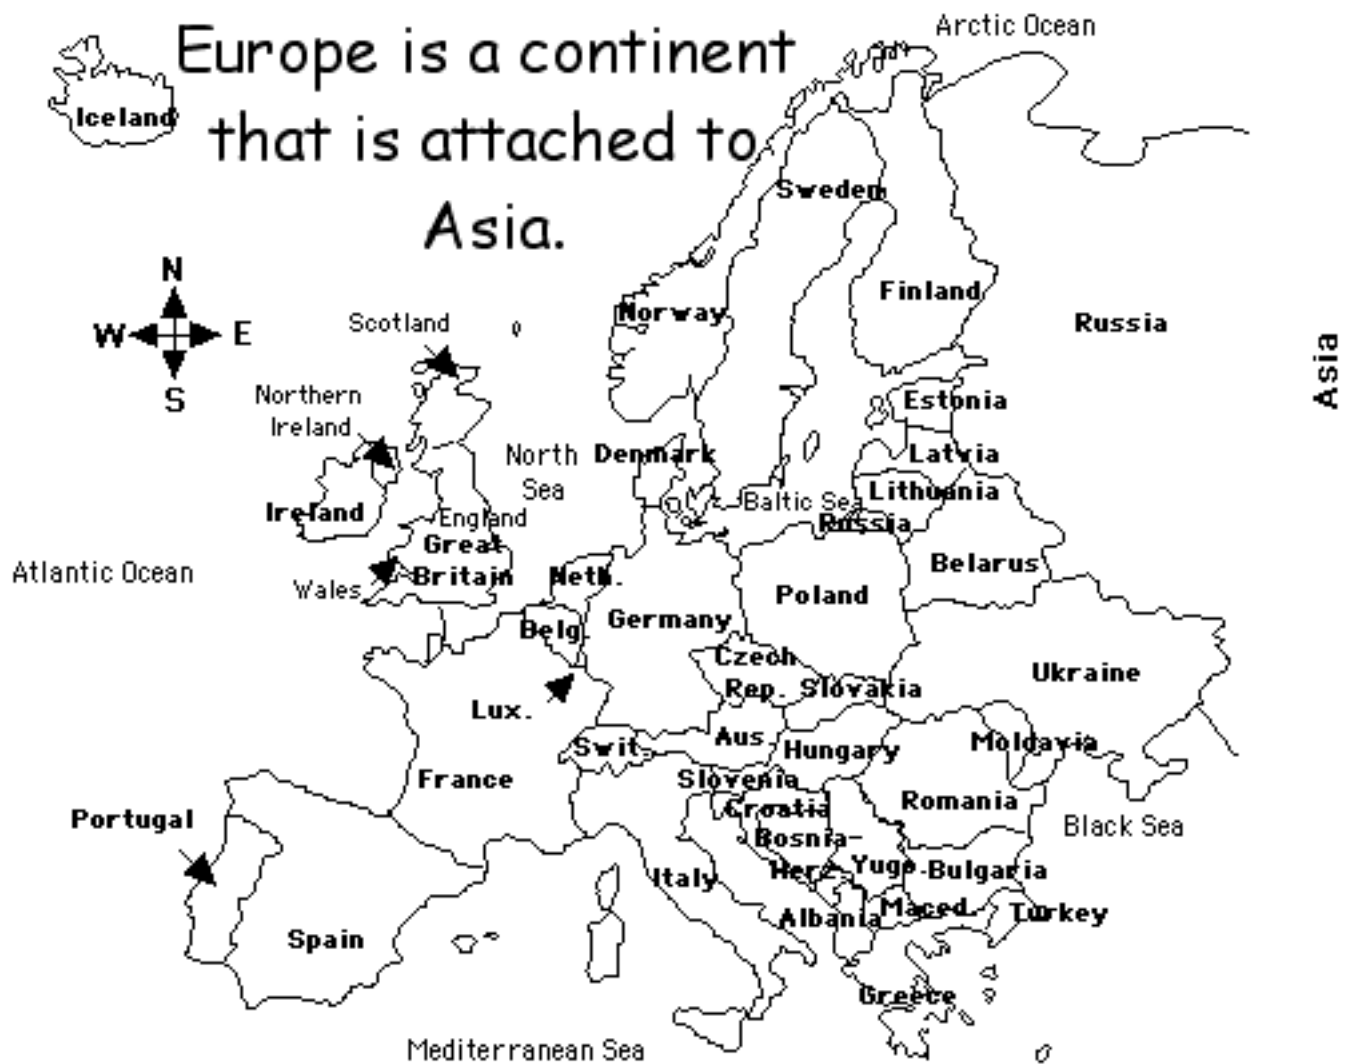 Arctic Ocean
Europe is a continent
that is attached to
Asia.
Iceland
Sweden
N
W E
S
Finland
Norway
Scotland
Russia
Asia
Northern
Ireland
Estonia
North
Sea
Denmark
Latvia
Lithuania
Baltic Sea
Russia
Ireland
England
Great
Britain
Wales
Atlantic Ocean
Neth.
Belarus
Poland
Germany
Belg.
Czech
Rep.
Slovakia
Ukraine
Lux.
Swit.
Aus.
Hungary
Moldavia
France
Slovenia
Croatia
Romania
Portugal
Bosnia-
Herz.
Black Sea
Yugo.
Bulgaria
Italy
Albania
Maced.
Turkey
Spain
Greece
Mediterranean Sea